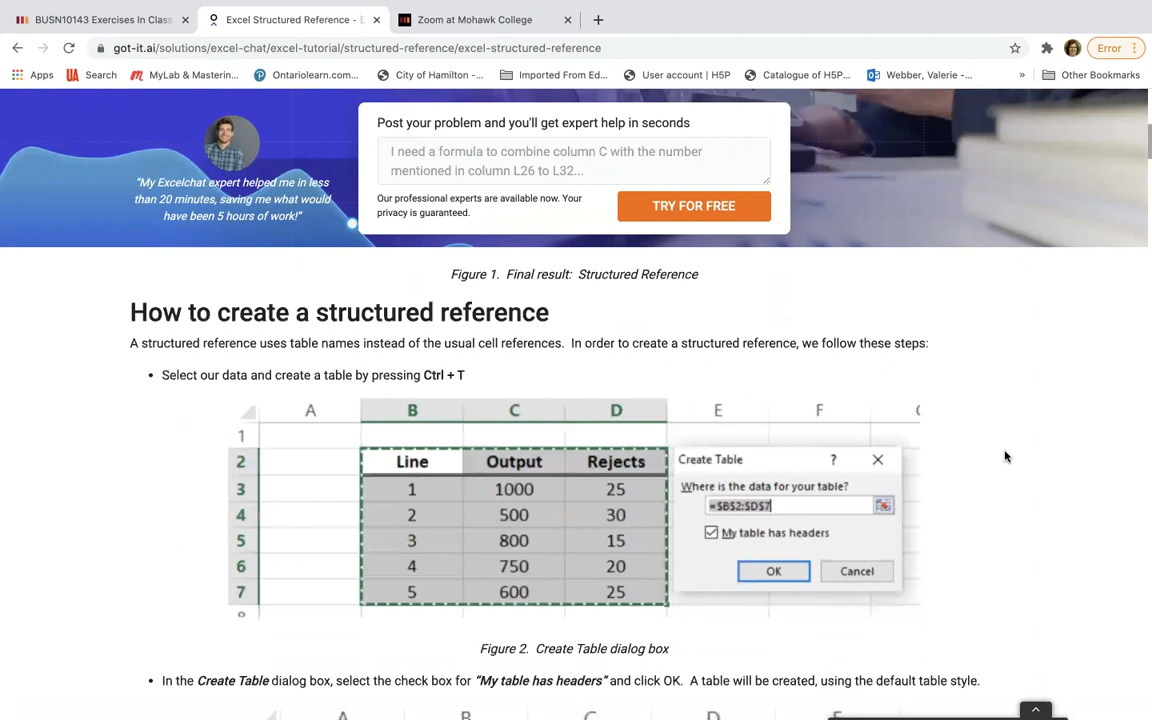 BUSN10143 Exercises In Class
Excel Structured Reference - E
Zoom at Mohawk College
got-it.ai/solutions/excel-chat/excel-tutorial/structured-reference/excel-structured-reference
Error
Apps
UA Search
MyLab & Masterin...
Ontariolearn.com...
City of Hamilton -...
Imported From Ed...
User account | H5P
Catalogue of H5P...
Webber, Valerie -...
»
Other Bookmarks
Post your problem and you'll get expert help in seconds
I need a formula to combine column C with the number
mentioned in column L26 to L32...
Our professional experts are available now. Your
privacy is guaranteed.
TRY FOR FREE
"My Excelchat expert helped me in less
than 20 minutes, saving me what would
have been 5 hours of work!"
Figure 1. Final result: Structured Reference
How to create a structured reference
A structured reference uses table names instead of the usual cell references. In order to create a structured reference, we follow these steps:
• Select our data and create a table by pressing Ctrl + T
A B C D E F
1
2 Line Output Rejects
3 1 1000 25
4 2 500 30
5 3 800 15
6 4 750 20
7 5 600 25
8
Create Table ?
Where is the data for your table?
=$B$2:$D$7
My table has headers
OK Cancel
Figure 2. Create Table dialog box
• In the Create Table dialog box, select the check box for "My table has headers" and click OK. A table will be created, using the default table style.
A B C D E